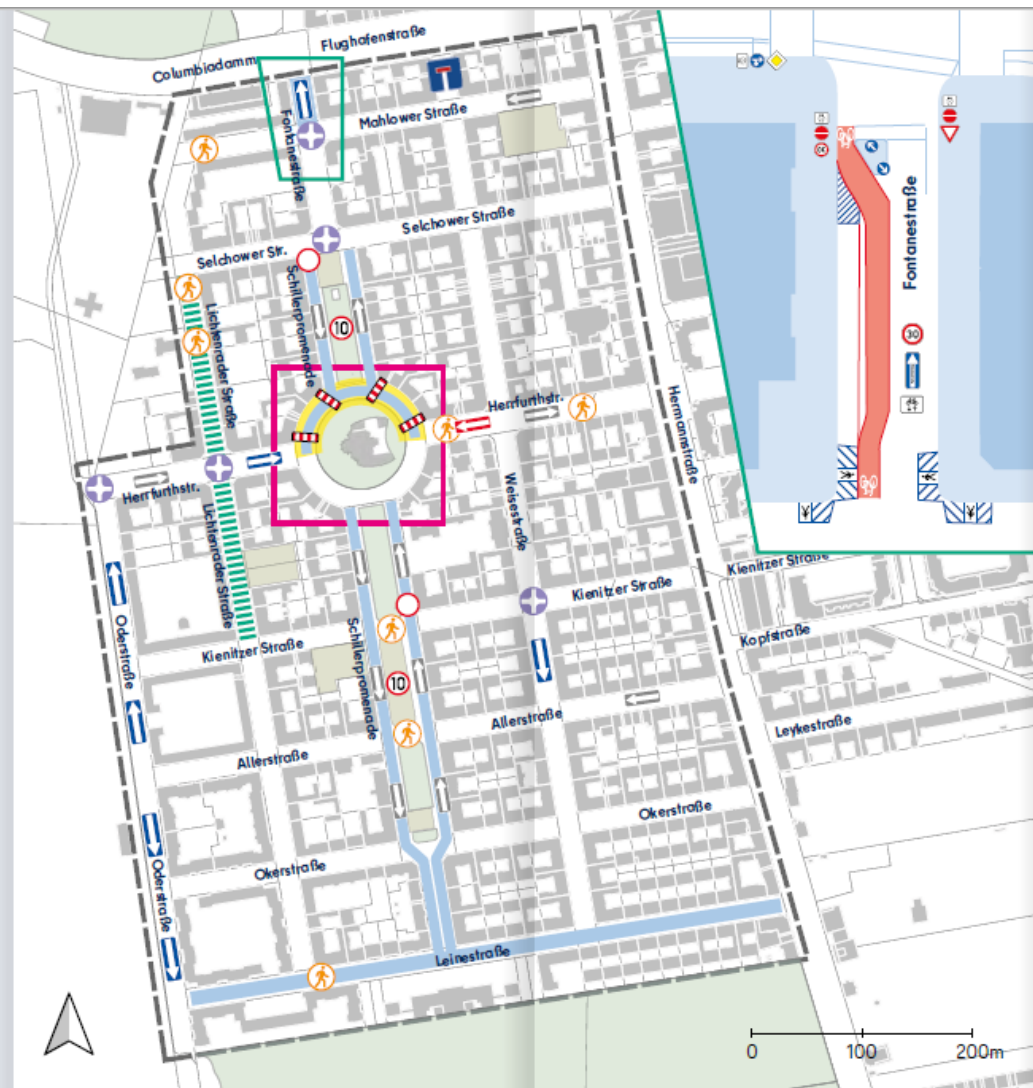 Flughafenstraße
Columbiadamm
Mahlower Straße
Fontanestraße
Selchower Straße
Selchower Str.
Schillerpromenade
10
Lichtenrader Straße
Herrfurthstr.
Hermannstraße
Herrfurthstr.
Weisestraße
Lichtenrader Straße
Oderstraße
Kienitzer Straße
Kienitzer Straße
Kienitzer Straße
Kopfstraße
Schillerpromenade
10
Allerstraße
Allerstraße
Leykestraße
Okerstraße
Okerstraße
Oderstraße
Leinestraße
Fontanestraße
30
0 100 200m